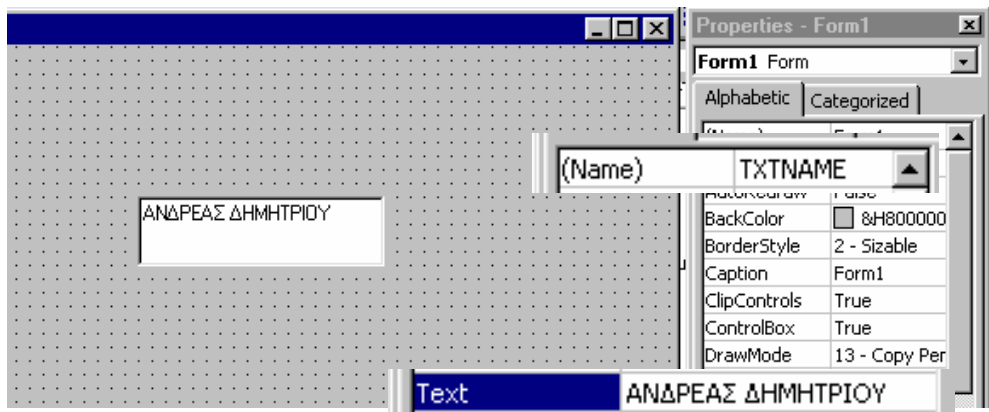 Properties - Form1
Form1 Form
Alphabetic Categorized
(Name) TXTNAME
BackColor &H800000
BorderStyle 2 - Sizable
ΑΝΔΡΕΑΣ ΔΗΜΗΤΡΙΟΥ
Caption Form1
ClipControls True
ControlBox True
DrawMode 13 - Copy Per
Text ΑΝΔΡΕΑΣ ΔΗΜΗΤΡΙΟΥ